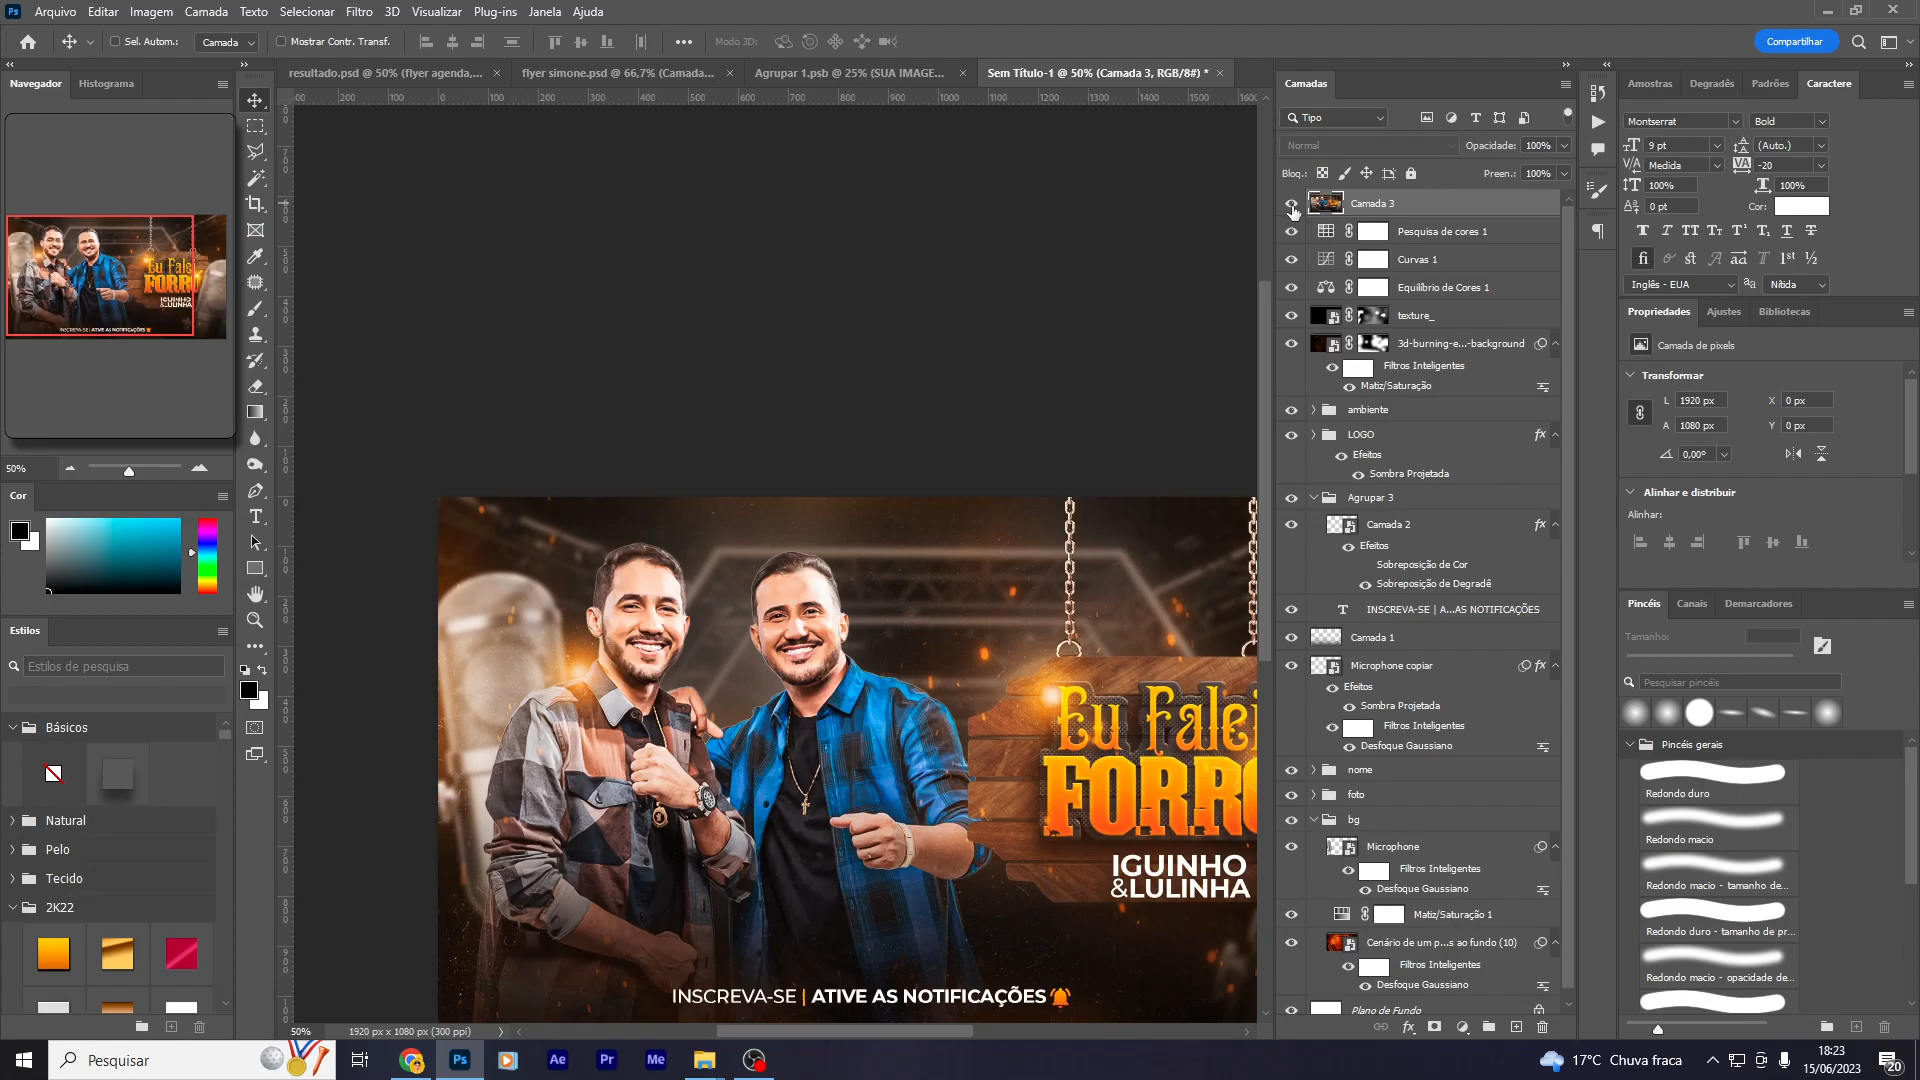 Ps Arquivo Editar Imagem Camada Texto Selecionar Filtro 3D Visualizar Plug-ins Janela Ajuda
Sel. Autom.: Camada Mostrar Contr. Transf. Modo 3D: Compartilhar
resultado.psd @ 50% (flyer agenda,... × flyer simone.psd @ 66,7% (Camada... × Agrupar 1.psb @ 25% (SUA IMAGE... × Sem Título-1 @ 50% (Camada 3, RGB/8#) * ×
Navegador Histograma
50%
Cor
Estilos
Estilos de pesquisa
Básicos
Natural
Pelo
Tecido
2K22
Eu Falei
FORRÓ
IGUINHO
&LULINHA
INSCREVA-SE | ATIVE AS NOTIFICAÇÕES
50% 1920 px x 1080 px (300 ppi)
Camadas
Tipo
Normal Opacidade: 100%
Bloq.: Preen.: 100%
Camada 3
Pesquisa de cores 1
Curvas 1
Equilíbrio de Cores 1
texture_
3d-burning-e...-background
Filtros Inteligentes
Matiz/Saturação
ambiente
LOGO fx
Efeitos
Sombra Projetada
Agrupar 3
Camada 2 fx
Efeitos
Sobreposição de Cor
Sobreposição de Degradê
T INSCREVA-SE | A...AS NOTIFICAÇÕES
Camada 1
Microphone copiar fx
Efeitos
Sombra Projetada
Filtros Inteligentes
Desfoque Gaussiano
nome
foto
bg
Microphone
Filtros Inteligentes
Desfoque Gaussiano
Matiz/Saturação 1
Cenário de um p...s ao fundo (10)
Filtros Inteligentes
Desfoque Gaussiano
Plano de Fundo
Amostras Degradês Padrões Caractere
Montserrat Bold
9 pt (Auto.)
Medida -20
100% 100%
0 pt Cor:
Inglês - EUA Nítida
Propriedades Ajustes Bibliotecas
Camada de pixels
Transformar
L 1920 px X 0 px
A 1080 px Y 0 px
0,00°
Alinhar e distribuir
Alinhar:
Pincéis Canais Demarcadores
Tamanho:
Pesquisar pincéis
Pincéis gerais
Redondo duro
Redondo macio
Redondo macio - tamanho de...
Redondo duro - tamanho de pr...
Redondo macio - opacidade de...
Pesquisar Ps Ae Pr Me 17°C Chuva fraca 18:23
15/06/2023 20